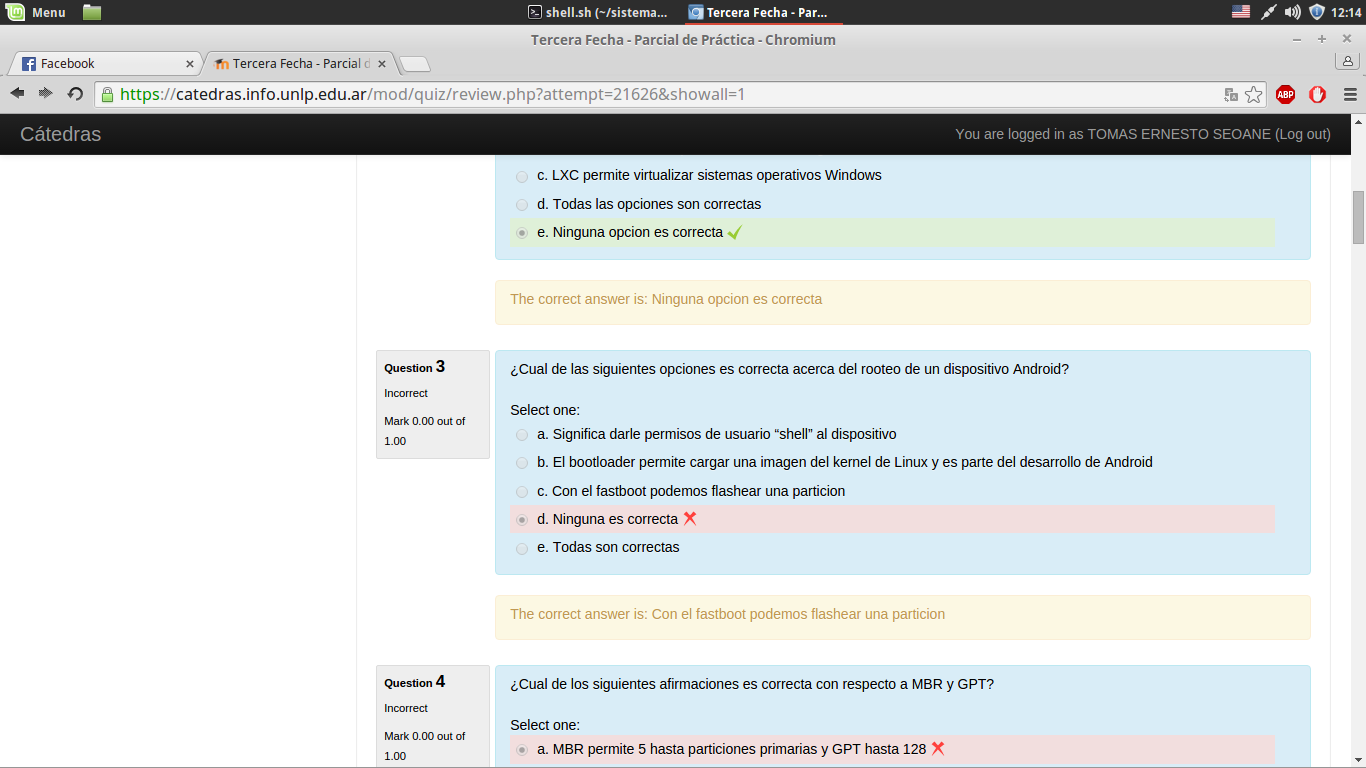 Menu
shell.sh (~/sistema...
Tercera Fecha - Par...
12:14
Tercera Fecha - Parcial de Práctica - Chromium
Facebook
Tercera Fecha - Parcial d
https://catedras.info.unlp.edu.ar/mod/quiz/review.php?attempt=21626&showall=1
ABP
Cátedras
You are logged in as TOMAS ERNESTO SEOANE (Log out)
c. LXC permite virtualizar sistemas operativos Windows
d. Todas las opciones son correctas
e. Ninguna opcion es correcta
The correct answer is: Ninguna opcion es correcta
Question 3
Incorrect
Mark 0.00 out of
1.00
¿Cual de las siguientes opciones es correcta acerca del rooteo de un dispositivo Android?
Select one:
a. Significa darle permisos de usuario “shell” al dispositivo
b. El bootloader permite cargar una imagen del kernel de Linux y es parte del desarrollo de Android
c. Con el fastboot podemos flashear una particion
d. Ninguna es correcta
e. Todas son correctas
The correct answer is: Con el fastboot podemos flashear una particion
Question 4
Incorrect
Mark 0.00 out of
1.00
¿Cual de los siguientes afirmaciones es correcta con respecto a MBR y GPT?
Select one:
a. MBR permite 5 hasta particiones primarias y GPT hasta 128